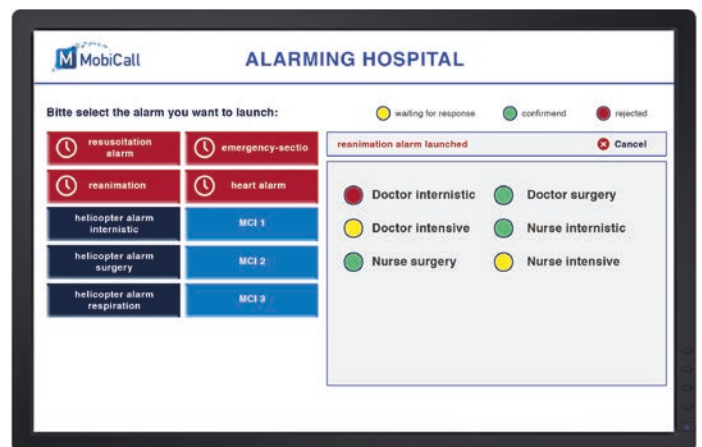 MobiCall
ALARMING HOSPITAL
Bitte select the alarm you want to launch:
waiting for response
confirmend
rejected
resuscitation
alarm
emergency-sectio
reanimation
heart alarm
helicopter alarm
internistic
MCI 1
helicopter alarm
surgery
MCI 2
helicopter alarm
respiration
MCI 3
reanimation alarm launched
Cancel
Doctor internistic
Doctor surgery
Doctor intensive
Nurse internistic
Nurse surgery
Nurse intensive